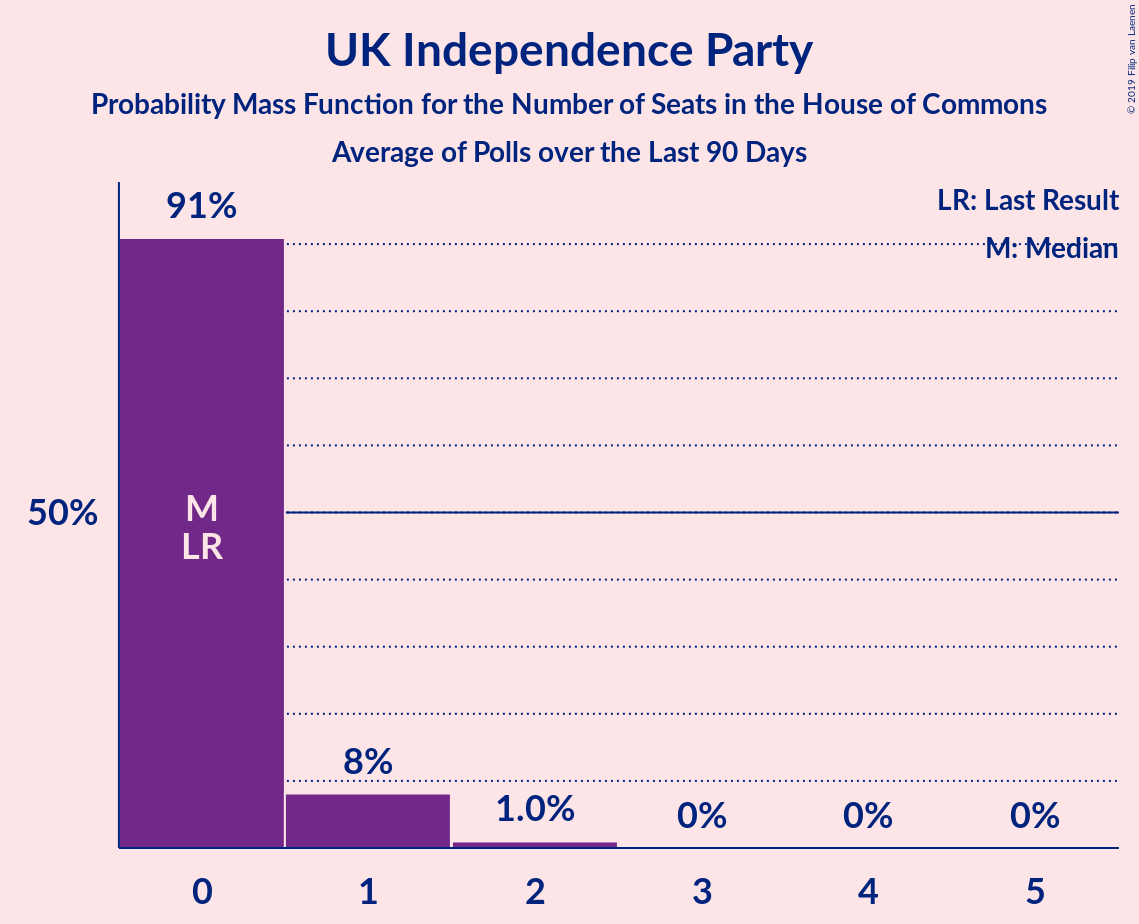 UK Independence Party
Probability Mass Function for the Number of Seats in the House of Commons
Average of Polls over the Last 90 Days
© 2019 Filip van Laenen
LR: Last Result
M: Median
91%
50%
M
LR
8%
1.0%
0%
0%
0%
0
1
2
3
4
5